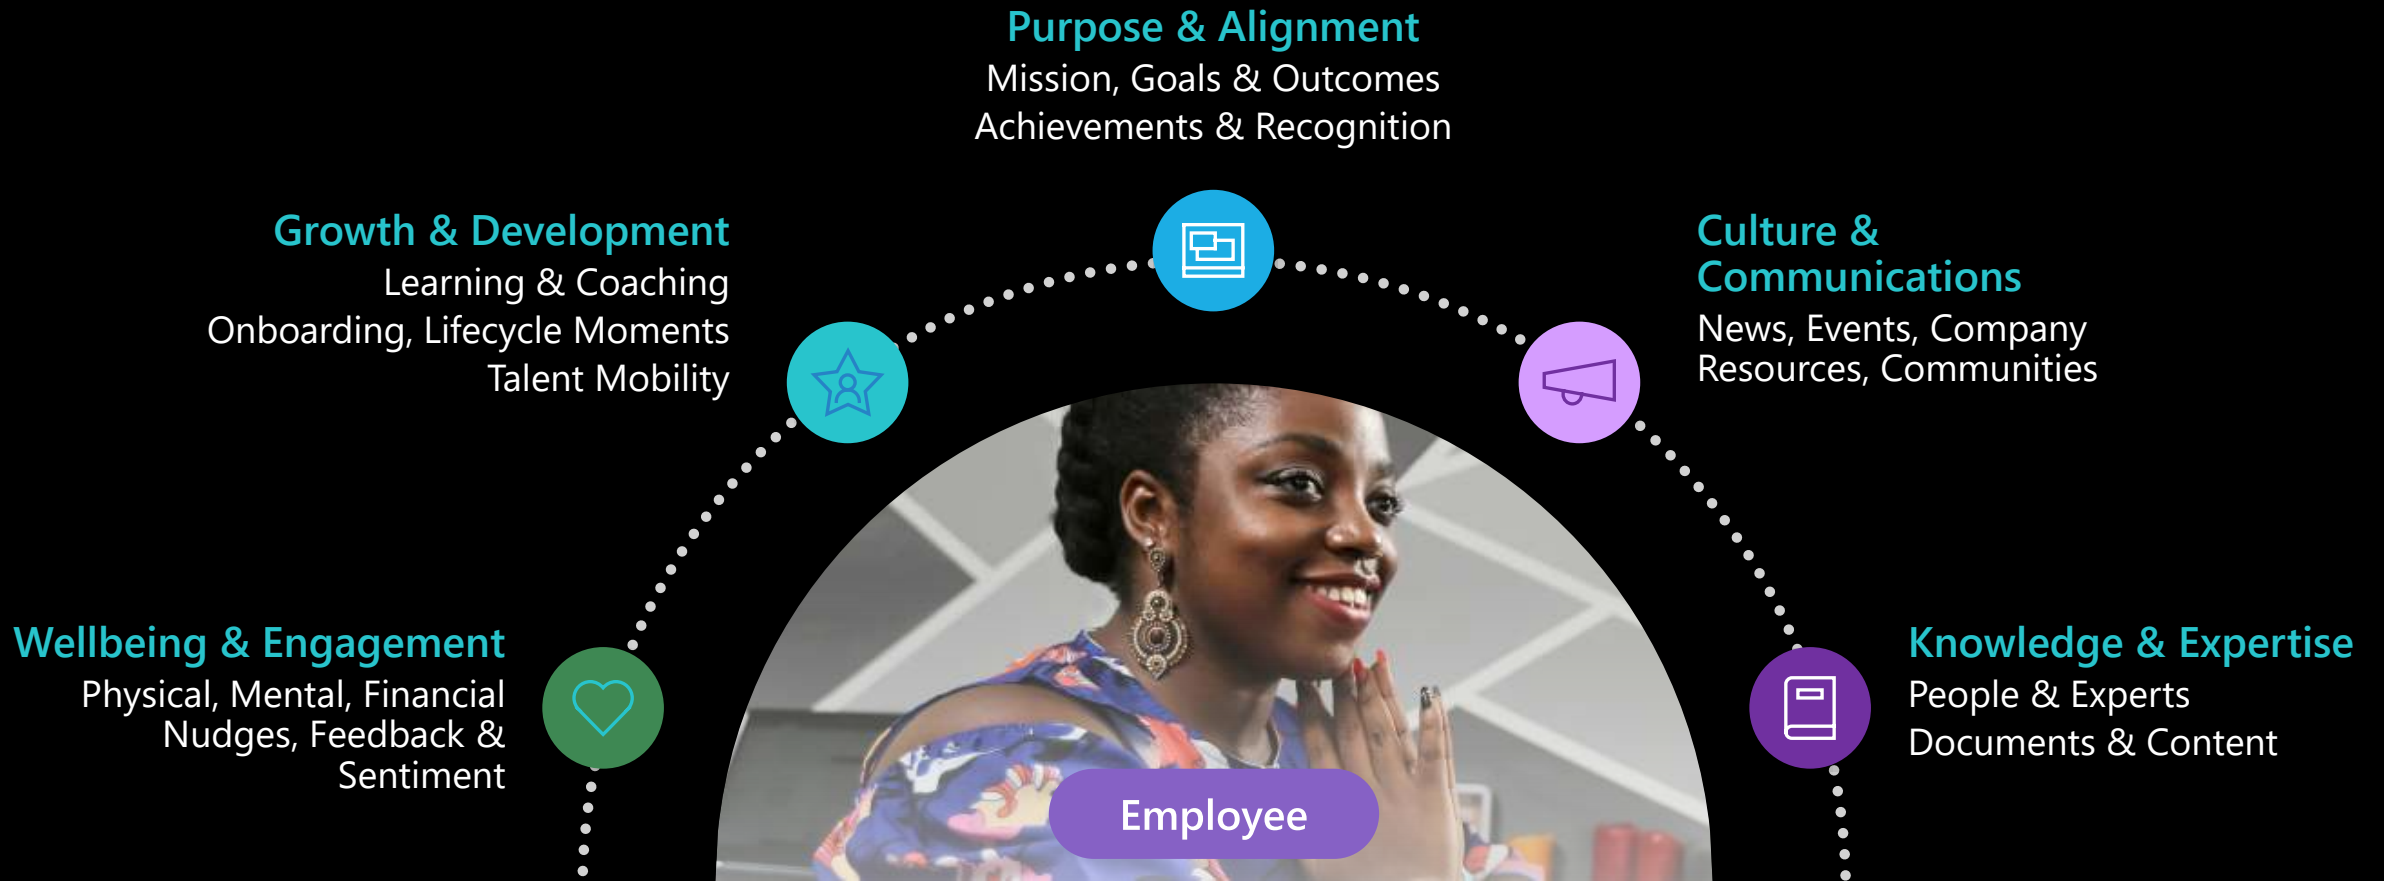 Purpose & Alignment
Mission, Goals & Outcomes
Achievements & Recognition
Growth & Development
Learning & Coaching
Onboarding, Lifecycle Moments
Talent Mobility
Culture &
Communications
News, Events, Company
Resources, Communities
Wellbeing & Engagement
Physical, Mental, Financial
Nudges, Feedback &
Sentiment
Knowledge & Expertise
People & Experts
Documents & Content
Employee